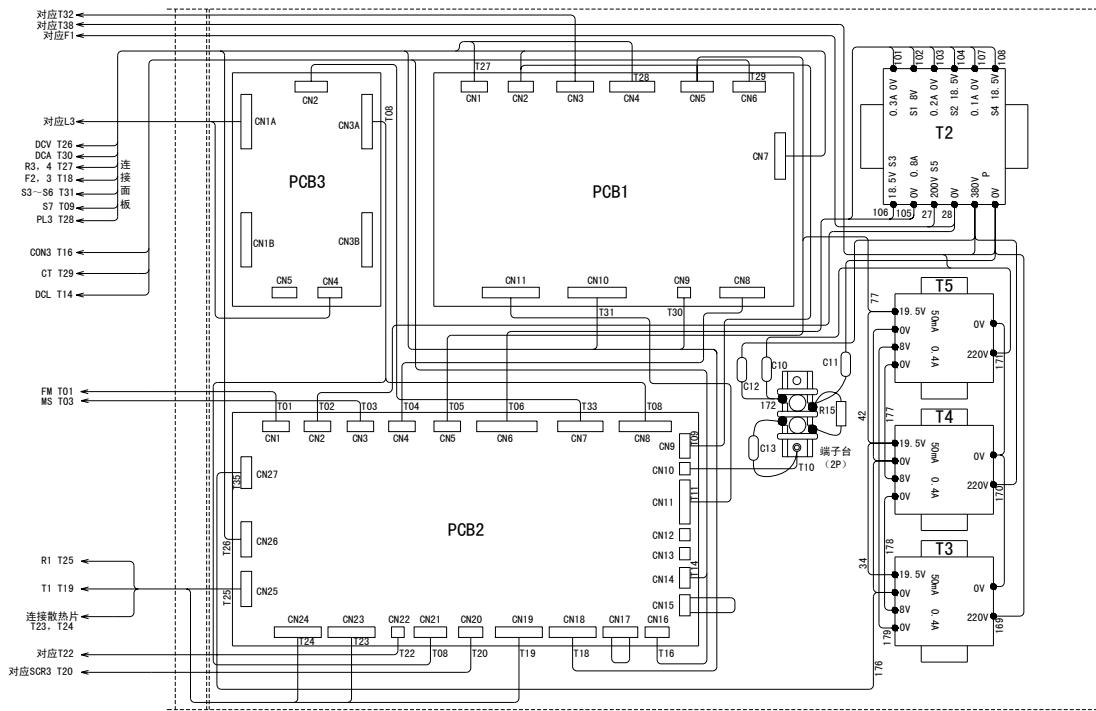 对应T32
对应T38
对应F1
对应L3
DCV T26
DCA T30
R3, 4 T27
F2, 3 T18
S3～S6 T31
S7 T09
PL3 T28
连
接
面
板
CON3 T16
CT T29
DCL T14
FM T01
MS T03
R1 T25
T1 T19
连接散热片
T23, T24
对应T22
对应SCR3 T20
PCB3
CN2
CN1A
CN3A
T08
CN1B
CN3B
CN5
CN4
PCB1
T27
T28
T29
CN1
CN2
CN3
CN4
CN5
CN6
CN7
CN11
CN10
CN9
CN8
T31
T30
PCB2
T01
T02
T03
T04
T05
T06
T33
T08
CN1
CN2
CN3
CN4
CN5
CN6
CN7
CN8
CN9
T09
CN10
T10
CN11
T11
CN12
CN13
CN14
T14
CN15
CN27
T35
CN26
T26
CN25
T25
CN24
CN23
CN22
CN21
CN20
CN19
CN18
CN17
CN16
T24
T23
T22
T08
T20
T19
T18
T16
C12
C10
C11
172
R15
C13
端子台
（2P）
101
102
103
104
107
108
0.3A 0V
S1 8V
0.2A 0V
S2 18.5V
0.1A 0V
S4 18.5V
T2
18.5V S3
0V 0.8A
200V S5
0V
380V P
0V
106
105
27
28
77
42
34
T5
19.5V
0V
8V
0V
50mA
0.4A
0V
220V
177
T4
19.5V
0V
8V
0V
50mA
0.4A
0V
220V
170
178
T3
19.5V
0V
8V
0V
50mA
0.4A
0V
220V
169
179
176